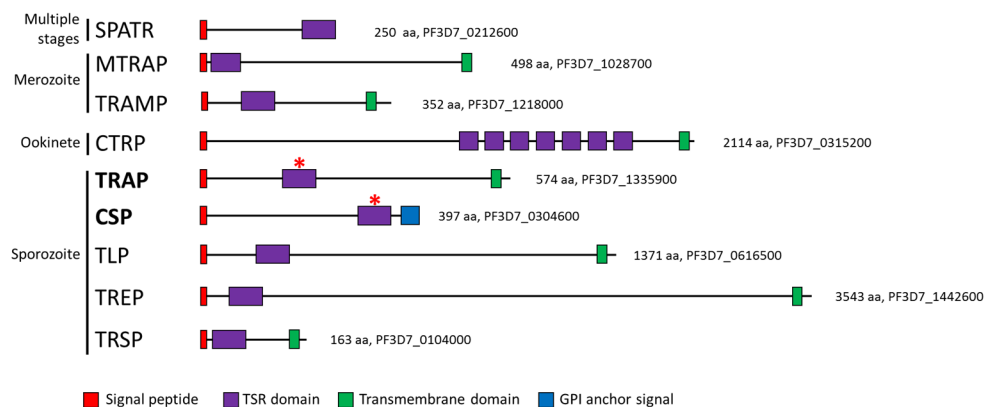 Multiple
stages
SPATR
250 aa, PF3D7_0212600
Merozoite
MTRAP
498 aa, PF3D7_1028700
TRAMP
352 aa, PF3D7_1218000
Ookinete
CTRP
2114 aa, PF3D7_0315200
Sporozoite
*
TRAP
574 aa, PF3D7_1335900
*
CSP
397 aa, PF3D7_0304600
TLP
1371 aa, PF3D7_0616500
TREP
3543 aa, PF3D7_1442600
TRSP
163 aa, PF3D7_0104000
Signal peptide TSR domain Transmembrane domain GPI anchor signal